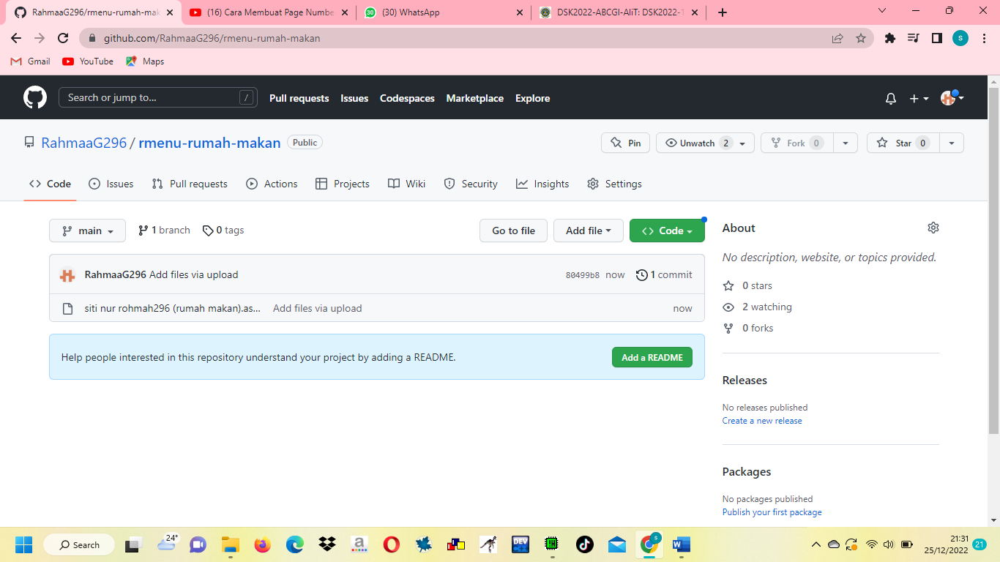 RahmaaG296/rmenu-rumah-mak
(16) Cara Membuat Page Numbe
(30) WhatsApp
DSK2022-ABCGI-AliT: DSK2022-
github.com/RahmaaG296/rmenu-rumah-makan
s
Gmail
YouTube
Maps
Search or jump to...
/
Pull requests
Issues
Codespaces
Marketplace
Explore
RahmaaG296 / rmenu-rumah-makan Public
Pin
Unwatch 2
Fork 0
Star 0
Code
Issues
Pull requests
Actions
Projects
Wiki
Security
Insights
Settings
main
1 branch
0 tags
Go to file
Add file
Code
RahmaaG296 Add files via upload
80499b8 now
1 commit
siti nur rohmah296 (rumah makan).as...
Add files via upload
now
Help people interested in this repository understand your project by adding a README.
Add a README
About
No description, website, or topics provided.
0 stars
2 watching
0 forks
Releases
No releases published
Create a new release
Packages
No packages published
Publish your first package
Search
24°
a
DEV
s
W
21:31
25/12/2022
21